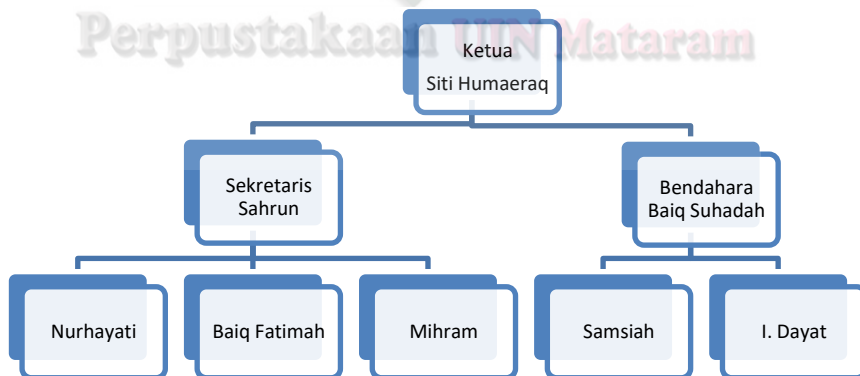 Perpustakaan UIN Mataram
Ketua
Siti Humaeraq
Sekretaris
Sahrun
Bendahara
Baiq Suhadah
Nurhayati
Baiq Fatimah
Mihram
Samsiah
I. Dayat